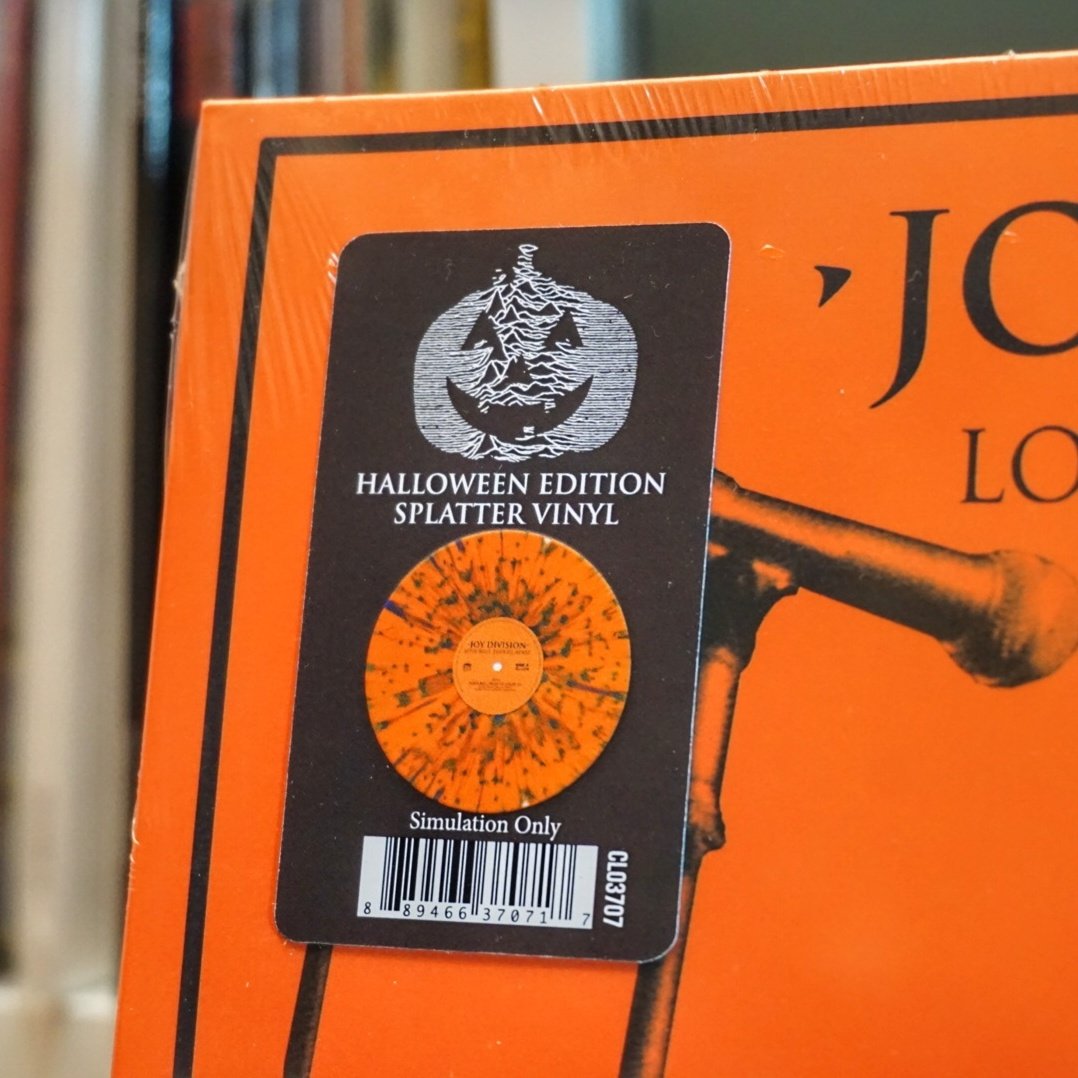 'JO
LO
HALLOWEEN EDITION
SPLATTER VINYL
JOY DIVISION
Simulation Only
8 89466 37071 7
CL03707